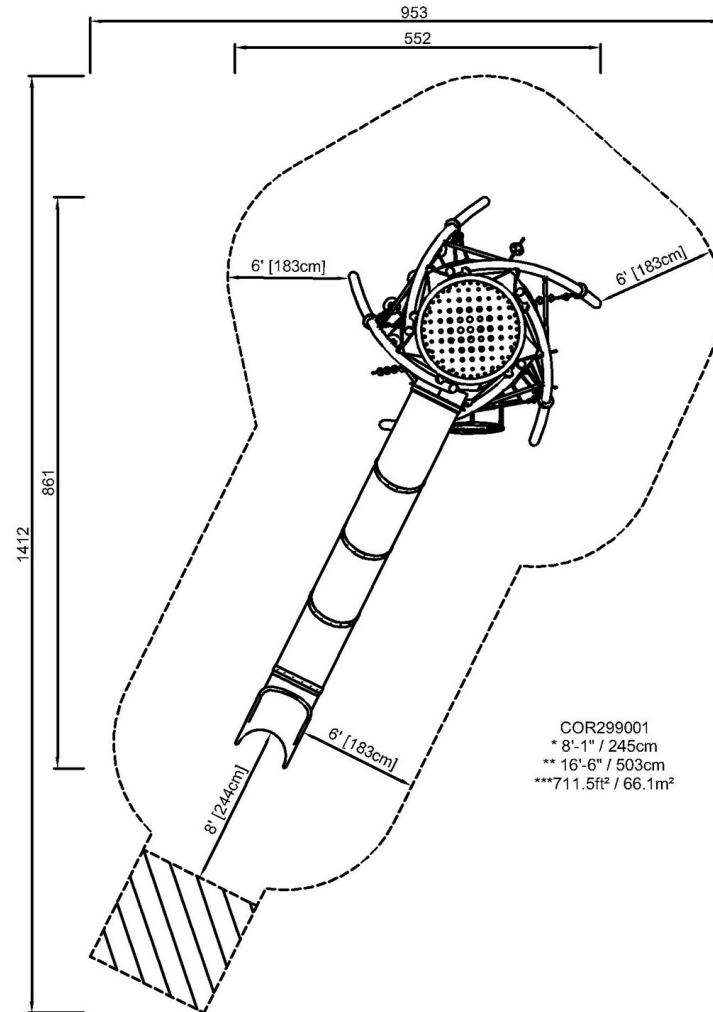 953
552
6' [183cm]
6' [183cm]
861
1412
6' [183cm]
8' [244cm]
COR299001
* 8'-1" / 245cm
** 16'-6" / 503cm
***711.5ft² / 66.1m²